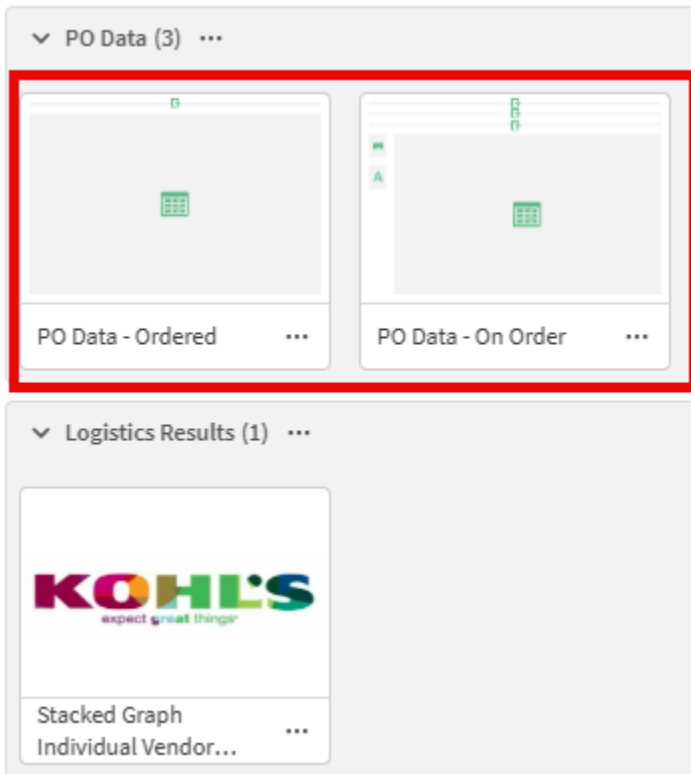 PO Data (3) ...
A
PO Data - Ordered ...
PO Data - On Order ...
Logistics Results (1) ...
KOHL'S
expect great things®
Stacked Graph
Individual Vendor... ...